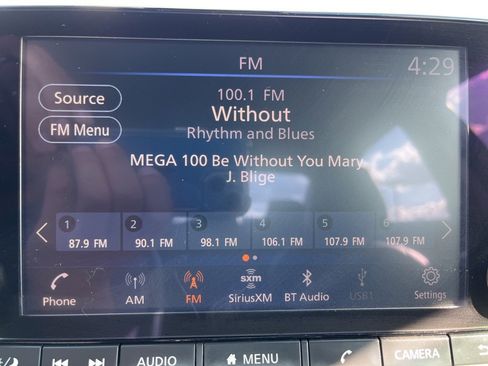 FM
4:29
Source
100.1 FM
Without
FM Menu
Rhythm and Blues
MEGA 100 Be Without You Mary
J. Blige
1
2
3
4
5
6
87.9 FM
90.1 FM
98.1 FM
106.1 FM
107.9 FM
107.9 FM
sxm
Phone
AM
FM
SiriusXM
BT Audio
USB1
Settings
AUDIO
MENU
CAMERA